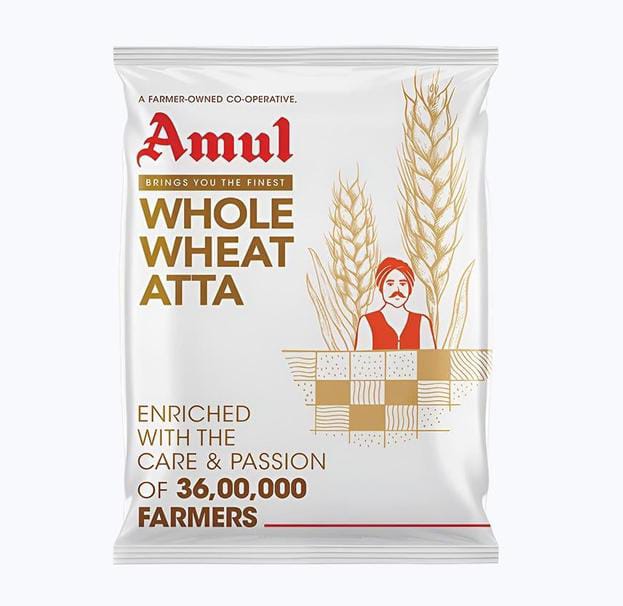 A FARMER-OWNED CO-OPERATIVE.
Amul
BRINGS YOU THE FINEST
WHOLE
WHEAT
ATTA
ENRICHED
WITH THE
CARE & PASSION
OF 36,00,000
FARMERS